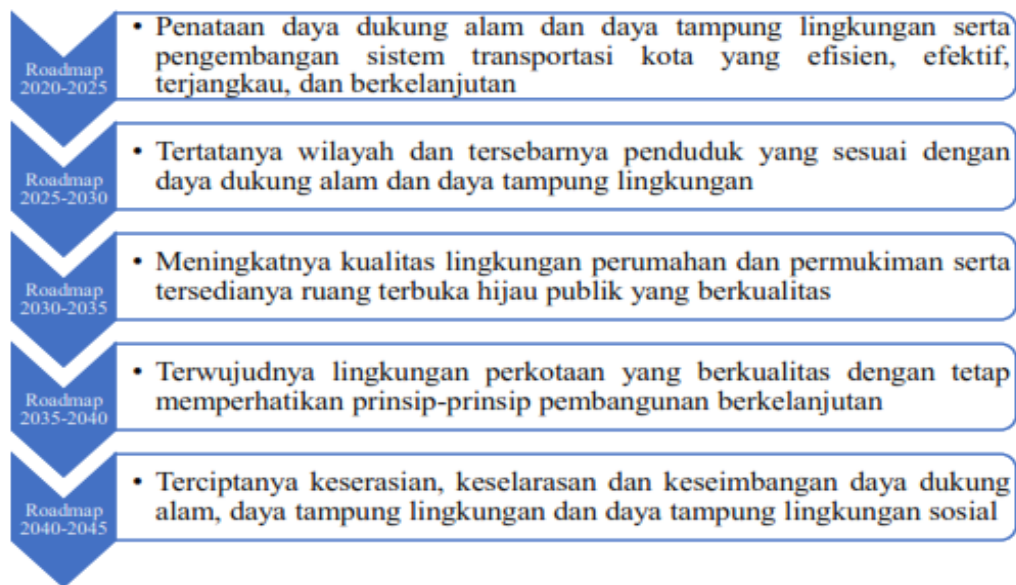 Roadmap
2020-2025
• Penataan daya dukung alam dan daya tampung lingkungan serta
pengembangan sistem transportasi kota yang efisien, efektif,
terjangkau, dan berkelanjutan
Roadmap
2025-2030
• Tertatanya wilayah dan tersebarnya penduduk yang sesuai dengan
daya dukung alam dan daya tampung lingkungan
Roadmap
2030-2035
• Meningkatnya kualitas lingkungan perumahan dan permukiman serta
tersedianya ruang terbuka hijau publik yang berkualitas
Roadmap
2035-2040
• Terwujudnya lingkungan perkotaan yang berkualitas dengan tetap
memperhatikan prinsip-prinsip pembangunan berkelanjutan
Roadmap
2040-2045
• Terciptanya keserasian, keselarasan dan keseimbangan daya dukung
alam, daya tampung lingkungan dan daya tampung lingkungan sosial